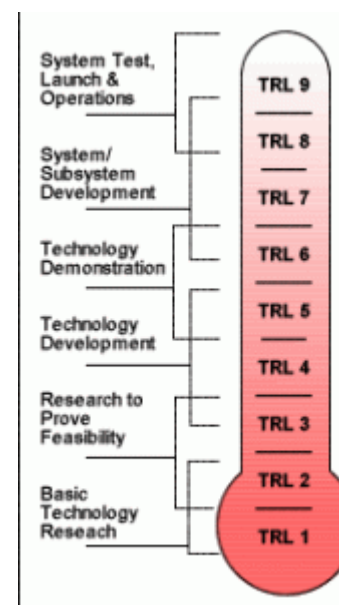 System Test,
Launch &
Operations
System/
Subsystem
Development
Technology
Demonstration
Technology
Development
Research to
Prove
Feasibility
Basic
Technology
Reseach
TRL 9
TRL 8
TRL 7
TRL 6
TRL 5
TRL 4
TRL 3
TRL 2
TRL 1